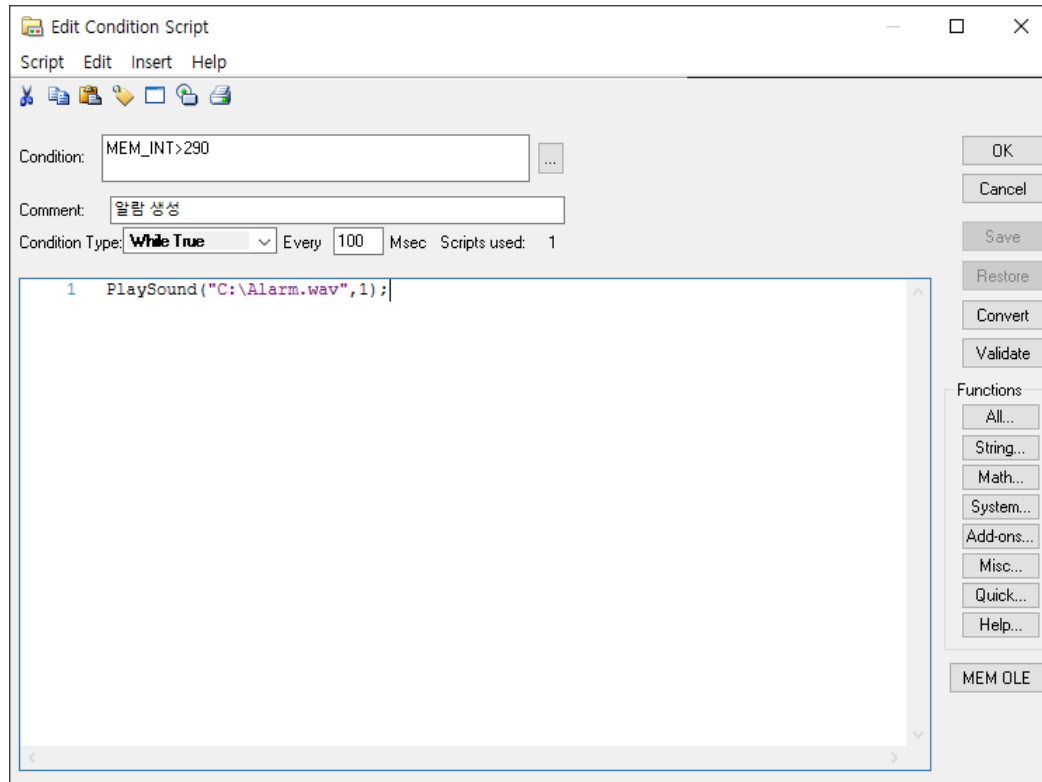 Edit Condition Script
Script Edit Insert Help
Condition: MEM_INT>290 ...
Comment: 알람 생성
Condition Type: While True Every 100 Msec Scripts used: 1
1 PlaySound("C:\Alarm.wav",1);
OK
Cancel
Save
Restore
Convert
Validate
Functions
All...
String...
Math...
System...
Add-ons...
Misc...
Quick...
Help...
MEM OLE